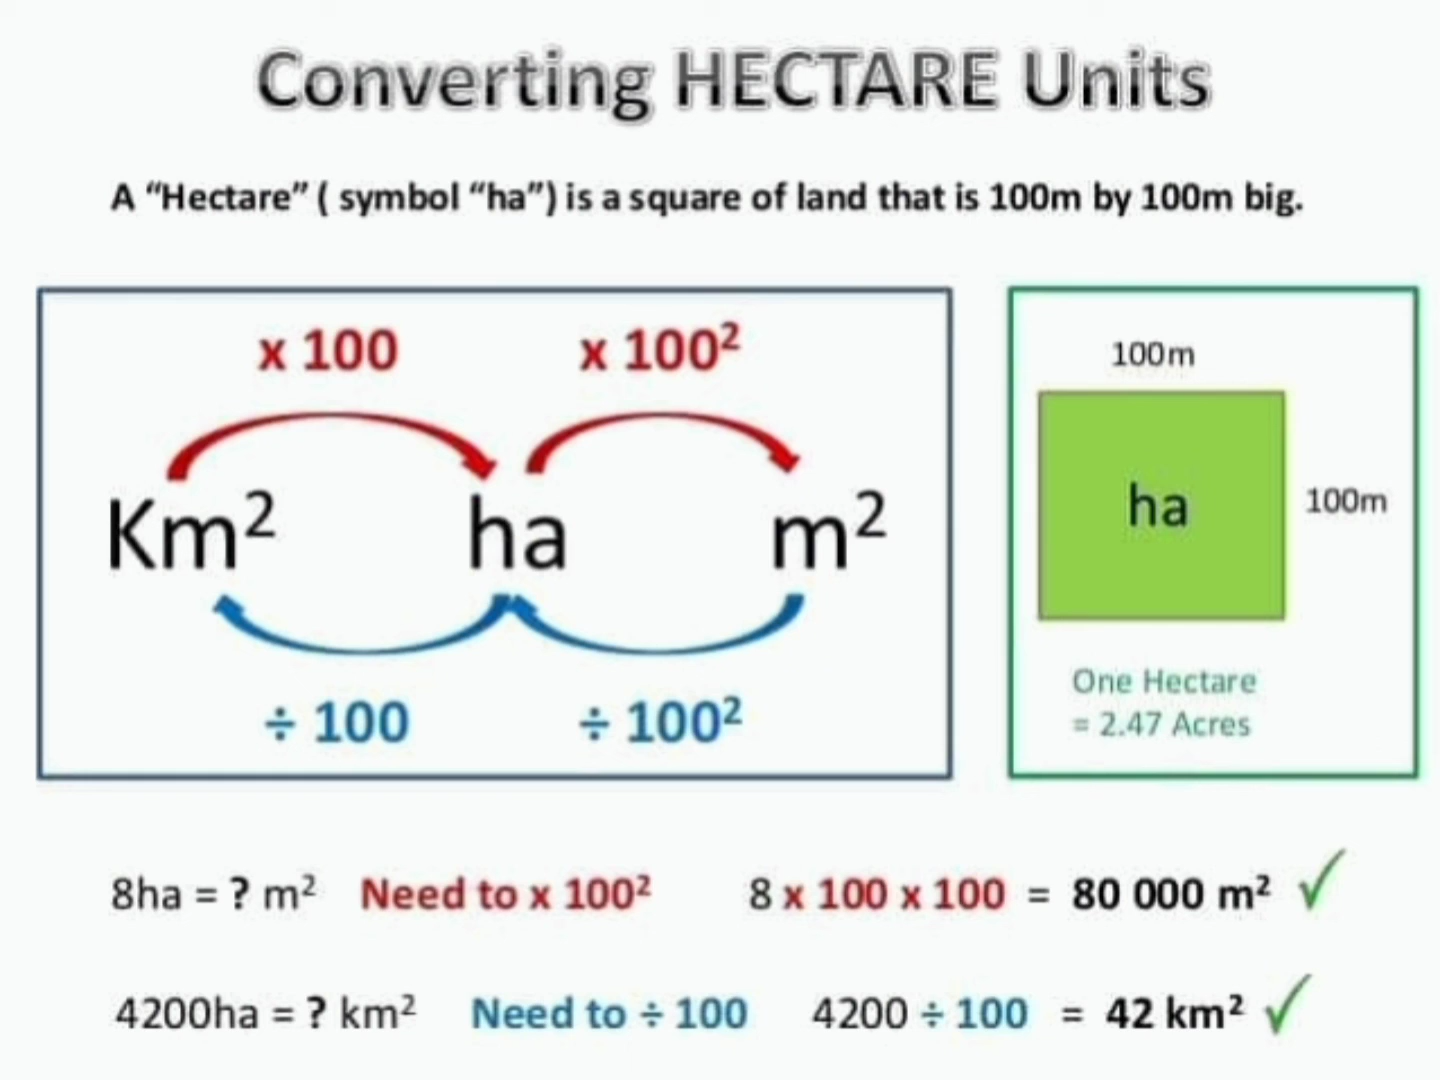 Converting HECTARE Units
A “Hectare” ( symbol “ha”) is a square of land that is 100m by 100m big.
x 100 x 100²
Km² ha m²
÷ 100 ÷ 100²
100m
ha
100m
One Hectare
= 2.47 Acres
8ha = ? m² Need to x 100² 8 x 100 x 100 = 80 000 m² ✓
4200ha = ? km² Need to ÷ 100 4200 ÷ 100 = 42 km² ✓